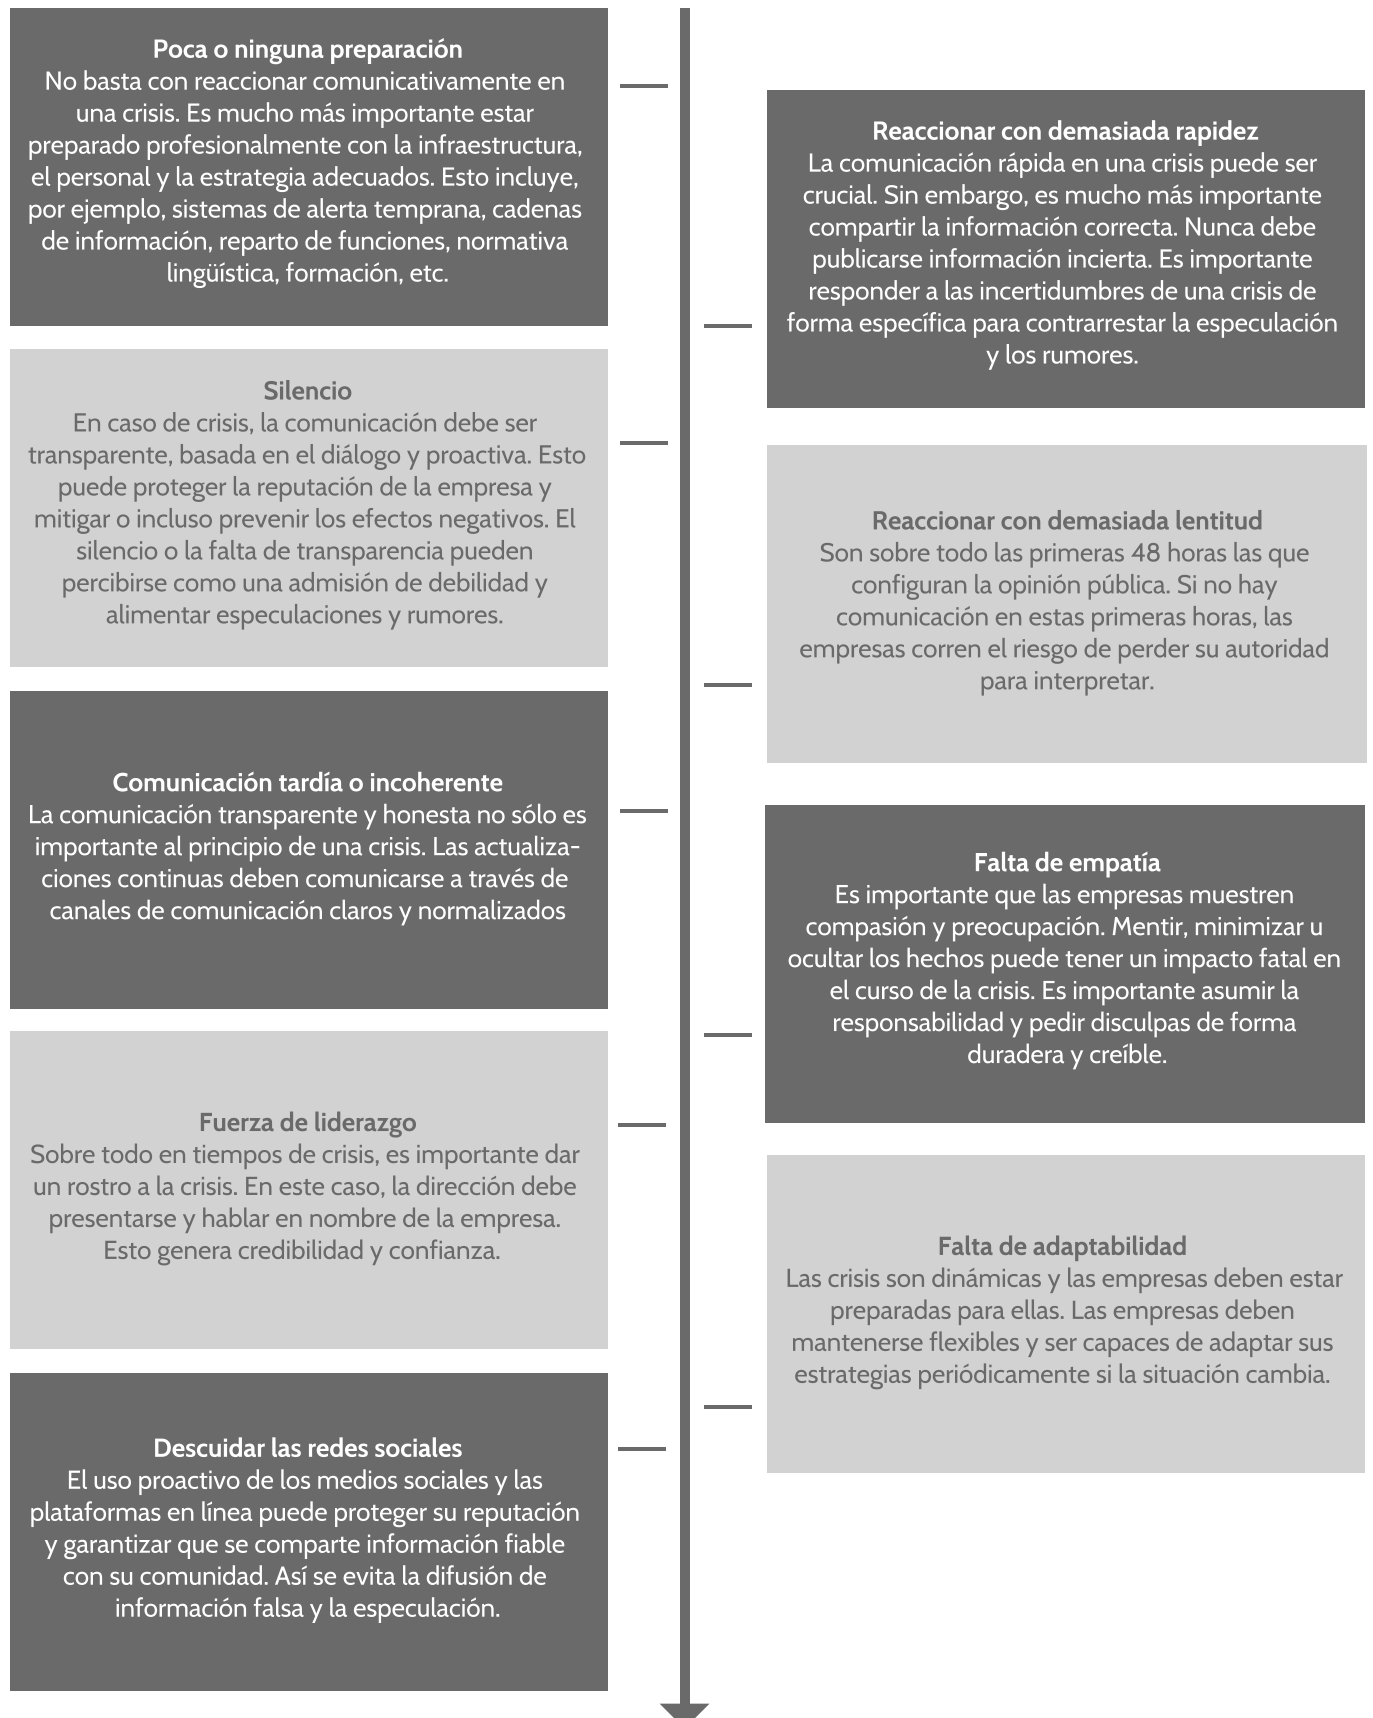 Poca o ninguna preparación
No basta con reaccionar comunicativamente en
una crisis. Es mucho más importante estar
preparado profesionalmente con la infraestructura,
el personal y la estrategia adecuados. Esto incluye,
por ejemplo, sistemas de alerta temprana, cadenas
de información, reparto de funciones, normativa
lingüística, formación, etc.
Reaccionar con demasiada rapidez
La comunicación rápida en una crisis puede ser
crucial. Sin embargo, es mucho más importante
compartir la información correcta. Nunca debe
publicarse información incierta. Es importante
responder a las incertidumbres de una crisis de
forma específica para contrarrestar la especulación
y los rumores.
Silencio
En caso de crisis, la comunicación debe ser
transparente, basada en el diálogo y proactiva. Esto
puede proteger la reputación de la empresa y
mitigar o incluso prevenir los efectos negativos. El
silencio o la falta de transparencia pueden
percibirse como una admisión de debilidad y
alimentar especulaciones y rumores.
Reaccionar con demasiada lentitud
Son sobre todo las primeras 48 horas las que
configuran la opinión pública. Si no hay
comunicación en estas primeras horas, las
empresas corren el riesgo de perder su autoridad
para interpretar.
Comunicación tardía o incoherente
La comunicación transparente y honesta no sólo es
importante al principio de una crisis. Las actualiza-
ciones continuas deben comunicarse a través de
canales de comunicación claros y normalizados
Falta de empatía
Es importante que las empresas muestren
compasión y preocupación. Mentir, minimizar u
ocultar los hechos puede tener un impacto fatal en
el curso de la crisis. Es importante asumir la
responsabilidad y pedir disculpas de forma
duradera y creíble.
Fuerza de liderazgo
Sobre todo en tiempos de crisis, es importante dar
un rostro a la crisis. En este caso, la dirección debe
presentarse y hablar en nombre de la empresa.
Esto genera credibilidad y confianza.
Falta de adaptabilidad
Las crisis son dinámicas y las empresas deben estar
preparadas para ellas. Las empresas deben
mantenerse flexibles y ser capaces de adaptar sus
estrategias periódicamente si la situación cambia.
Descuidar las redes sociales
El uso proactivo de los medios sociales y las
plataformas en línea puede proteger su reputación
y garantizar que se comparte información fiable
con su comunidad. Así se evita la difusión de
información falsa y la especulación.